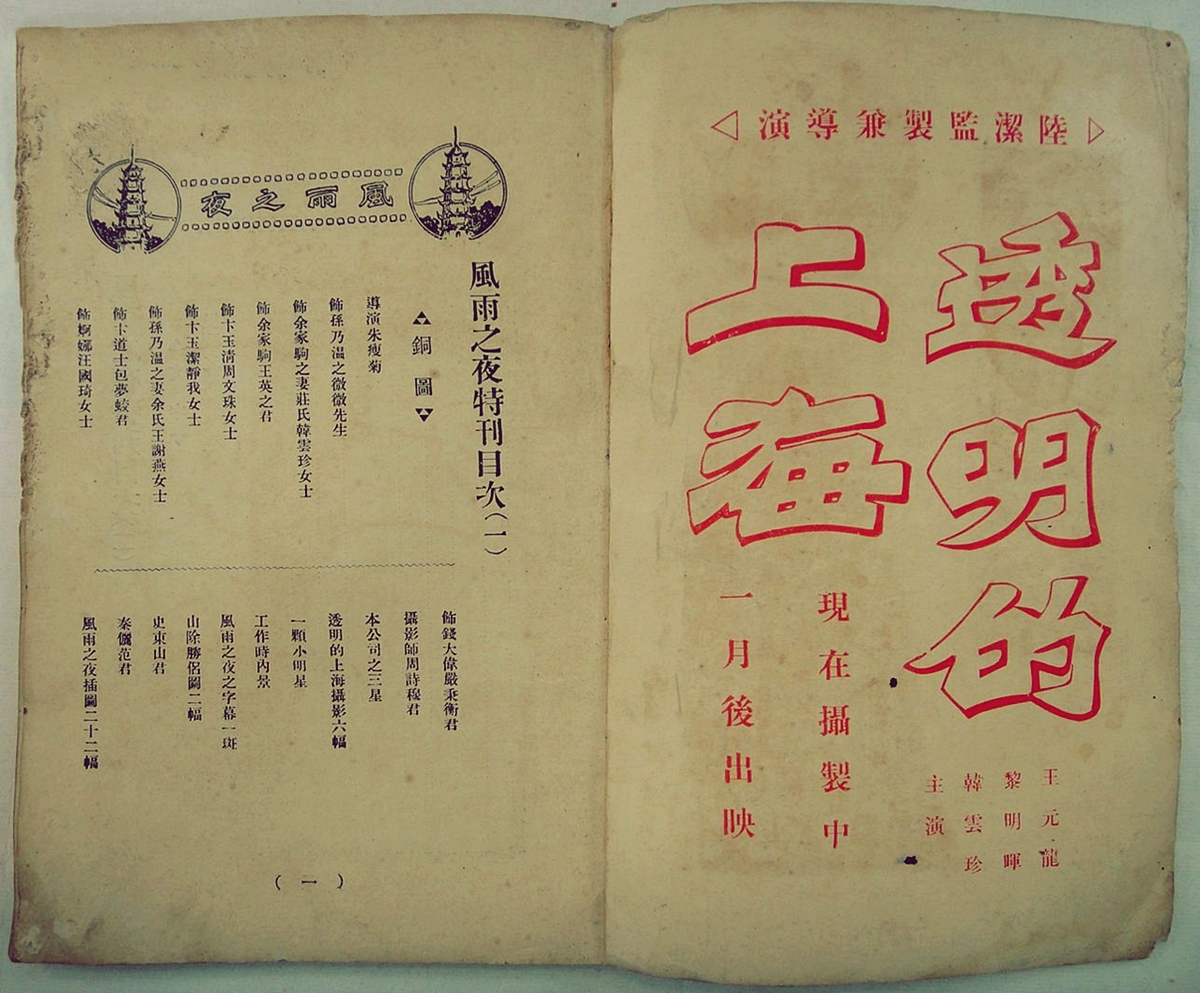 陸潔監製兼導演
透明的
上海
王元龍
黎明暉
韓雲珍
主演
現在攝製中
一月後出映
風雨之夜
風雨之夜特刊目次(一)
銅圖
導演朱瘦菊
飾孫乃溫之微微先生
飾余家駒之妻莊氏韓雲珍女士
飾余家駒王英之君
飾卞玉清周文珠女士
飾卞玉潔靜我女士
飾孫乃溫之妻余氏王謝燕女士
飾卞道士包夢蛟君
飾婀娜汪國琦女士
飾錢大偉嚴秉衡君
攝影師周詩穆君
本公司之三星
透明的上海攝影六幅
一顆小明星
工作時內景
風雨之夜之字幕一斑
山陰勝侶圖二幅
史東山君
秦儷范君
風雨之夜插圖二十二幅
(一)